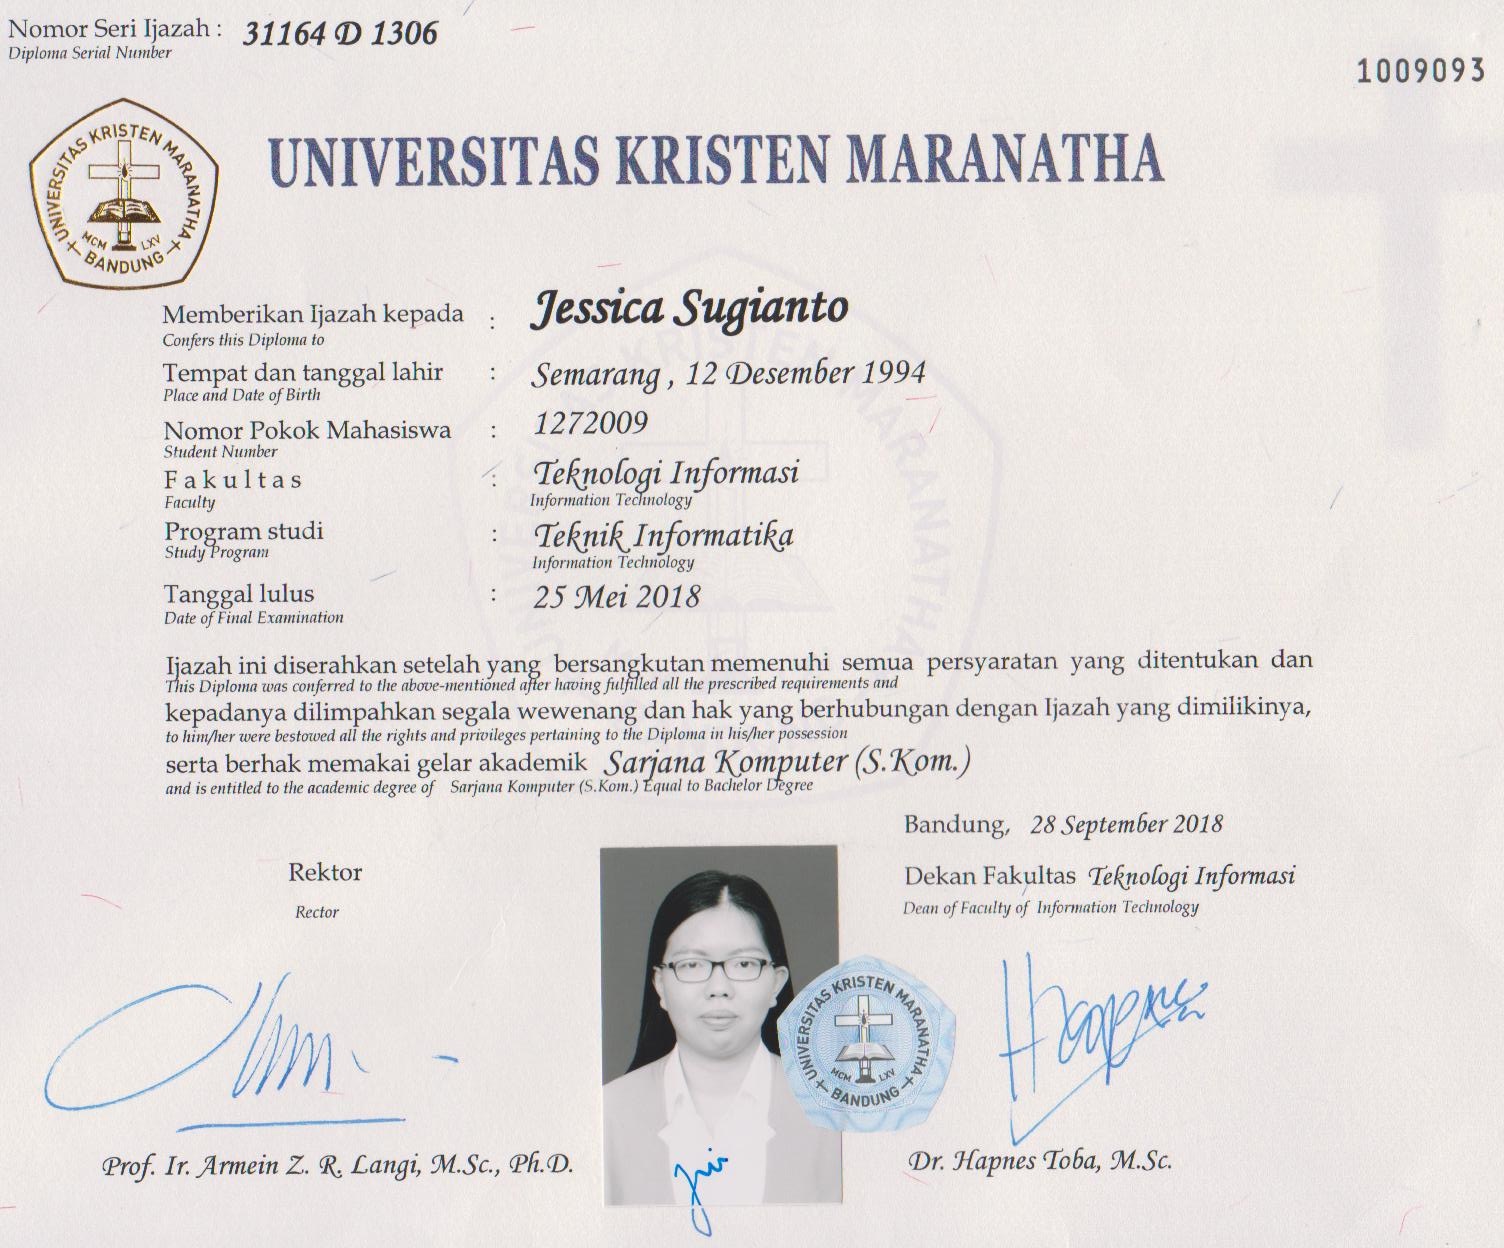 Nomor Seri Ijazah : 31164 D 1306
Diploma Serial Number
1009093
UNIVERSITAS KRISTEN MARANATHA
MCM LXV
BANDUNG
UNIVERSITAS KRISTEN MARANATHA
Memberikan Ijazah kepada : Jessica Sugianto
Confers this Diploma to
Tempat dan tanggal lahir : Semarang , 12 Desember 1994
Place and Date of Birth
Nomor Pokok Mahasiswa : 1272009
Student Number
Fakultas : Teknologi Informasi
Faculty Information Technology
Program studi : Teknik Informatika
Study Program Information Technology
Tanggal lulus : 25 Mei 2018
Date of Final Examination
Ijazah ini diserahkan setelah yang bersangkutan memenuhi semua persyaratan yang ditentukan dan
This Diploma was conferred to the above-mentioned after having fulfilled all the prescribed requirements and
kepadanya dilimpahkan segala wewenang dan hak yang berhubungan dengan Ijazah yang dimilikinya,
to him/her were bestowed all the rights and privileges pertaining to the Diploma in his/her possession
serta berhak memakai gelar akademik Sarjana Komputer (S.Kom.)
and is entitled to the academic degree of Sarjana Komputer (S.Kom.) Equal to Bachelor Degree
Bandung, 28 September 2018
Rektor
Rector
Dekan Fakultas Teknologi Informasi
Dean of Faculty of Information Technology
UNIVERSITAS KRISTEN MARANATHA
MCM LXV
BANDUNG
Prof. Ir. Armein Z. R. Langi, M.Sc., Ph.D.
Dr. Hapnes Toba, M.Sc.